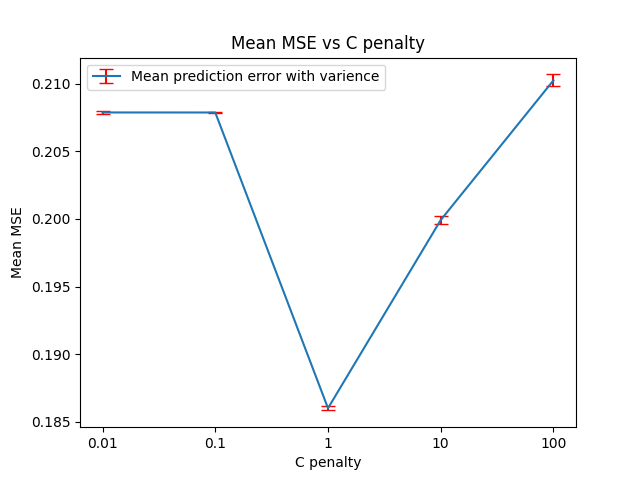 Mean MSE vs C penalty
Mean prediction error with varience
0.210
0.205
0.200
0.195
0.190
0.185
Mean MSE
0.01 0.1 1 10 100
C penalty